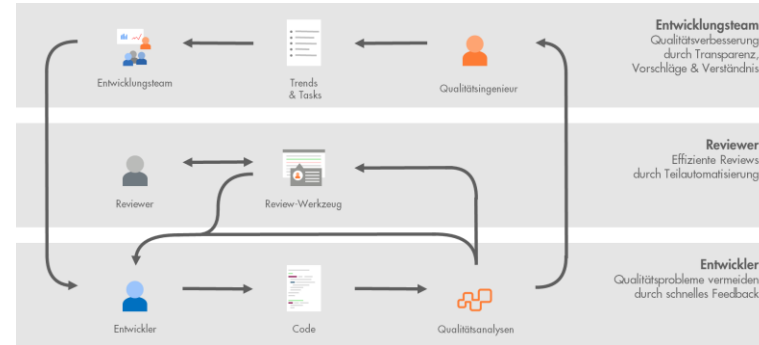 Entwicklungsteam
Trends
& Tasks
Qualitätsingenieur
Entwicklungsteam
Qualitätsverbesserung
durch Transparenz,
Vorschläge & Verständnis
Reviewer
Review-Werkzeug
Reviewer
Effiziente Reviews
durch Teilautomatisierung
Entwickler
Code
Qualitätsanalysen
Entwickler
Qualitätsprobleme vermeiden
durch schnelles Feedback